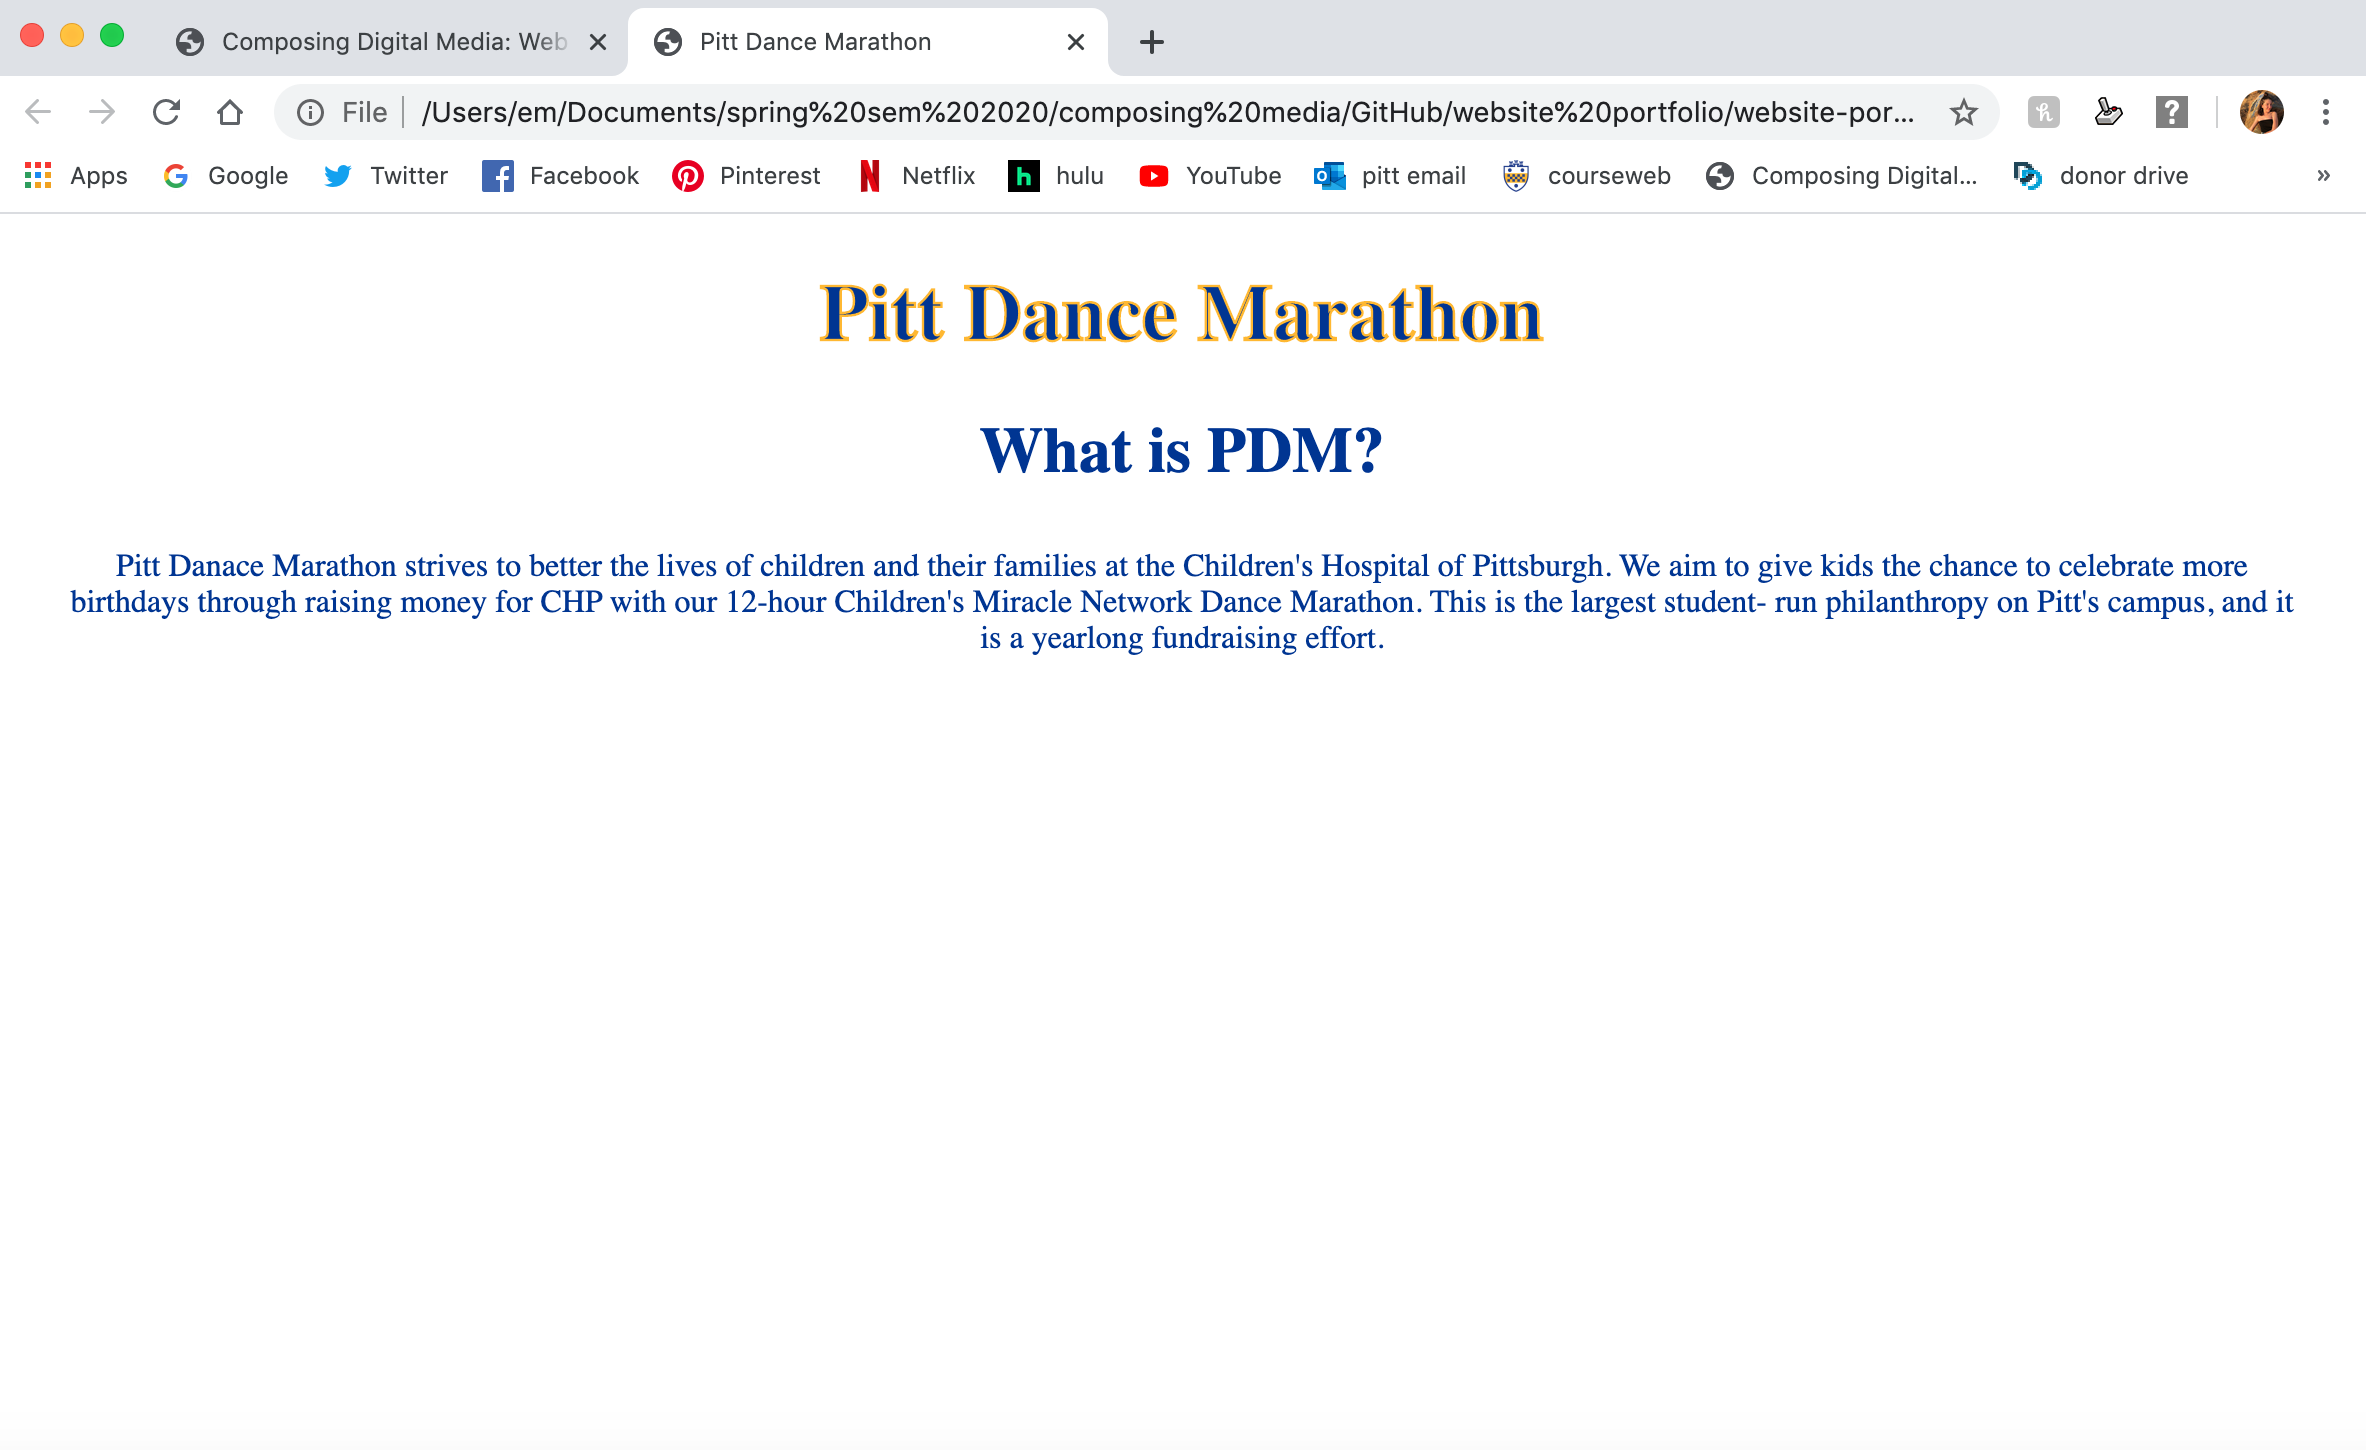 Composing Digital Media: Web
Pitt Dance Marathon
File /Users/em/Documents/spring%20sem%202020/composing%20media/GitHub/website%20portfolio/website-por...
Apps Google Twitter Facebook Pinterest Netflix hulu YouTube pitt email courseweb Composing Digital... donor drive »
Pitt Dance Marathon
What is PDM?
Pitt Danace Marathon strives to better the lives of children and their families at the Children's Hospital of Pittsburgh. We aim to give kids the chance to celebrate more
birthdays through raising money for CHP with our 12-hour Children's Miracle Network Dance Marathon. This is the largest student- run philanthropy on Pitt's campus, and it
is a yearlong fundraising effort.